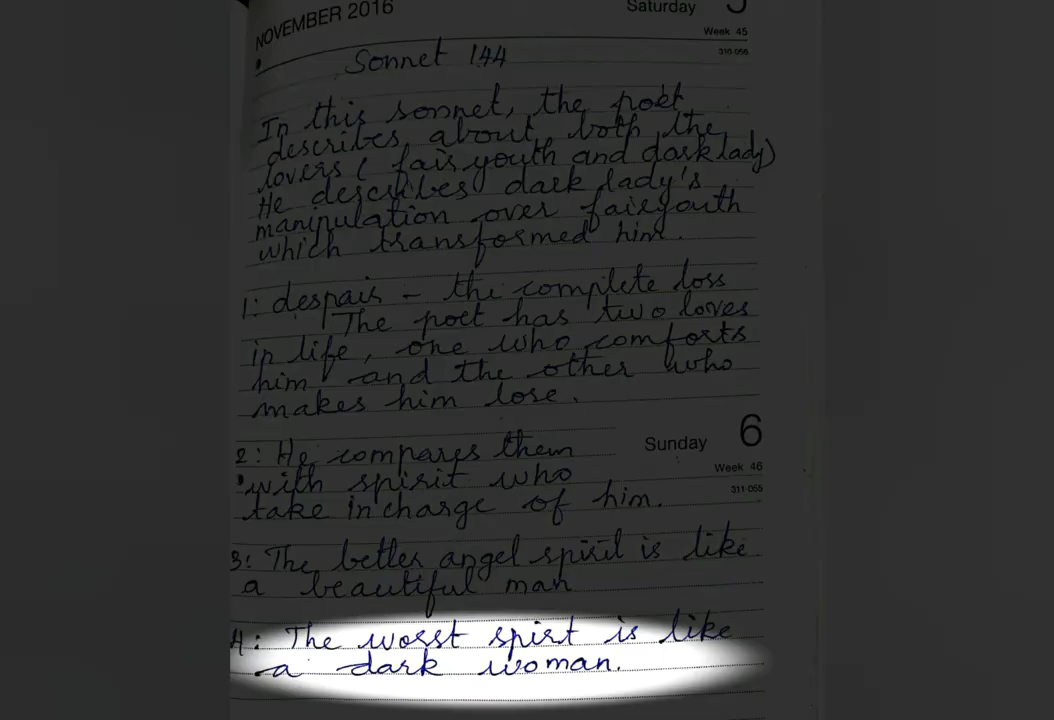 NOVEMBER 2016
Saturday 5
Week 45
310-056
Sonnet 144
In this sonnet, the poet
describes about both the
lovers ( fair youth and dark lady)
He describes dark lady's
manipulation over fair youth
which transformed him.
1: despair - the complete loss
The poet has two loves
in life, one who comforts
him and the other who
makes him lose.
Sunday 6
Week 46
311-055
2: He compares them
with spirit who
take in charge of him.
3: The better angel spirit is like
a beautiful man
4: The worst spirt is like
a dark woman.